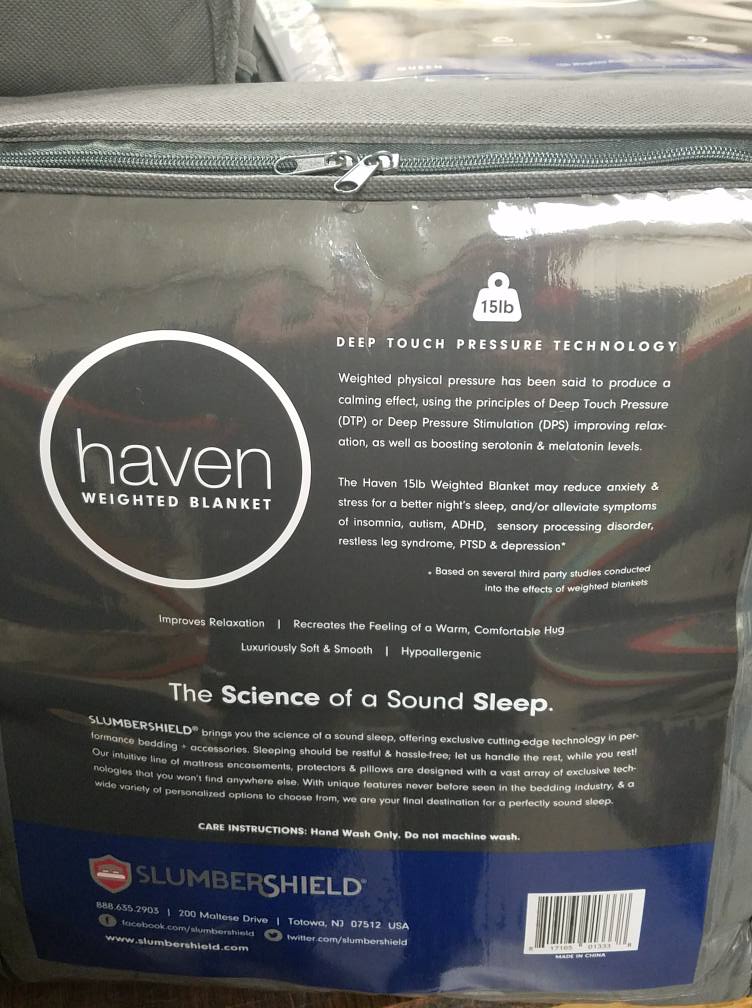 QUEEN
15lb
DEEP TOUCH PRESSURE TECHNOLOGY
Weighted physical pressure has been said to produce a
calming effect, using the principles of Deep Touch Pressure
(DTP) or Deep Pressure Stimulation (DPS) improving relax-
ation, as well as boosting serotonin & melatonin levels.
haven
WEIGHTED BLANKET
The Haven 15lb Weighted Blanket may reduce anxiety &
stress for a better night's sleep, and/or alleviate symptoms
of insomnia, autism, ADHD, sensory processing disorder,
restless leg syndrome, PTSD & depression*
* Based on several third party studies conducted
into the effects of weighted blankets
Improves Relaxation | Recreates the Feeling of a Warm, Comfortable Hug
Luxuriously Soft & Smooth | Hypoallergenic
The Science of a Sound Sleep.
SLUMBERSHIELD® brings you the science of a sound sleep, offering exclusive cutting-edge technology in per-
formance bedding + accessories. Sleeping should be restful & hassle-free; let us handle the rest, while you rest!
Our intuitive line of mattress encasements, protectors & pillows are designed with a vast array of exclusive tech-
nologies that you won't find anywhere else. With unique features never before seen in the bedding industry, & a
wide variety of personalized options to choose from, we are your final destination for a perfectly sound sleep.
CARE INSTRUCTIONS: Hand Wash Only. Do not machine wash.
SLUMBERSHIELD®
888.635.2903 | 200 Maltese Drive | Totowa, NJ 07512 USA
facebook.com/slumbershield twitter.com/slumbershield
www.slumbershield.com
8 17165 01333 8
MADE IN CHINA